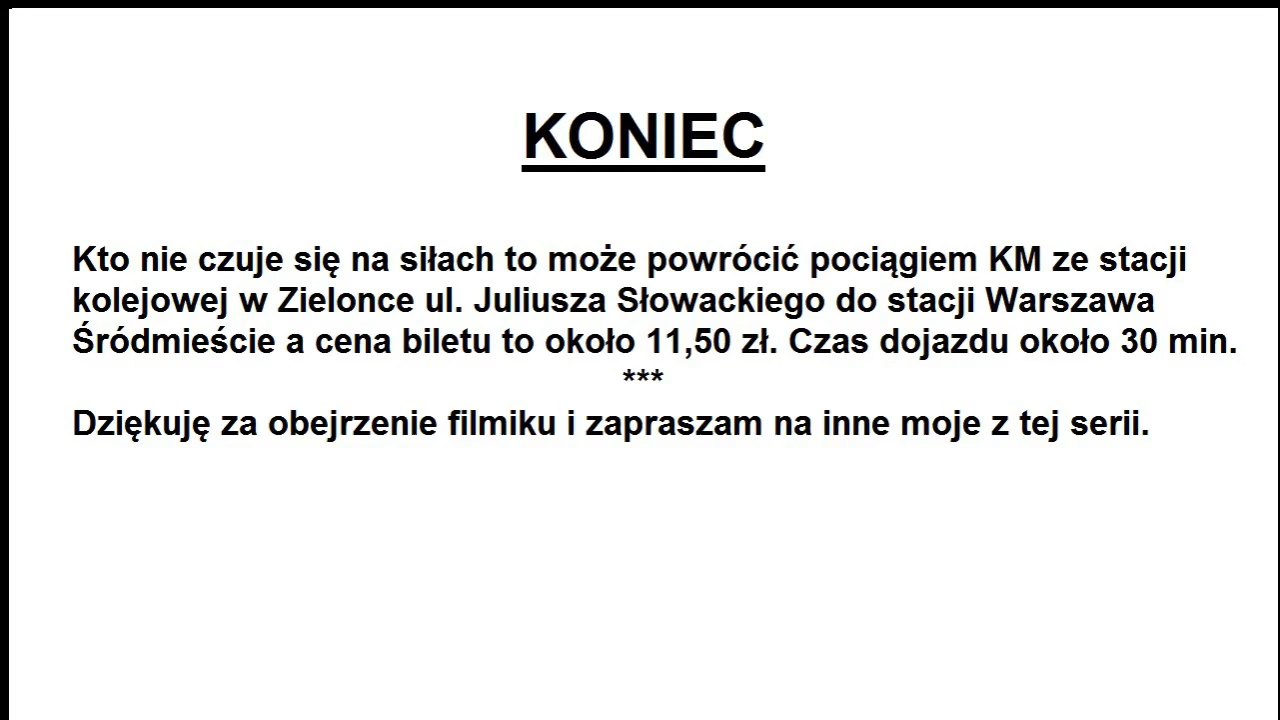 KONIEC
Kto nie czuje się na siłach to może powrócić pociągiem KM ze stacji
kolejowej w Zielonce ul. Juliusza Słowackiego do stacji Warszawa
Śródmieście a cena biletu to około 11,50 zł. Czas dojazdu około 30 min.
***
Dziękuję za obejrzenie filmiku i zapraszam na inne moje z tej serii.